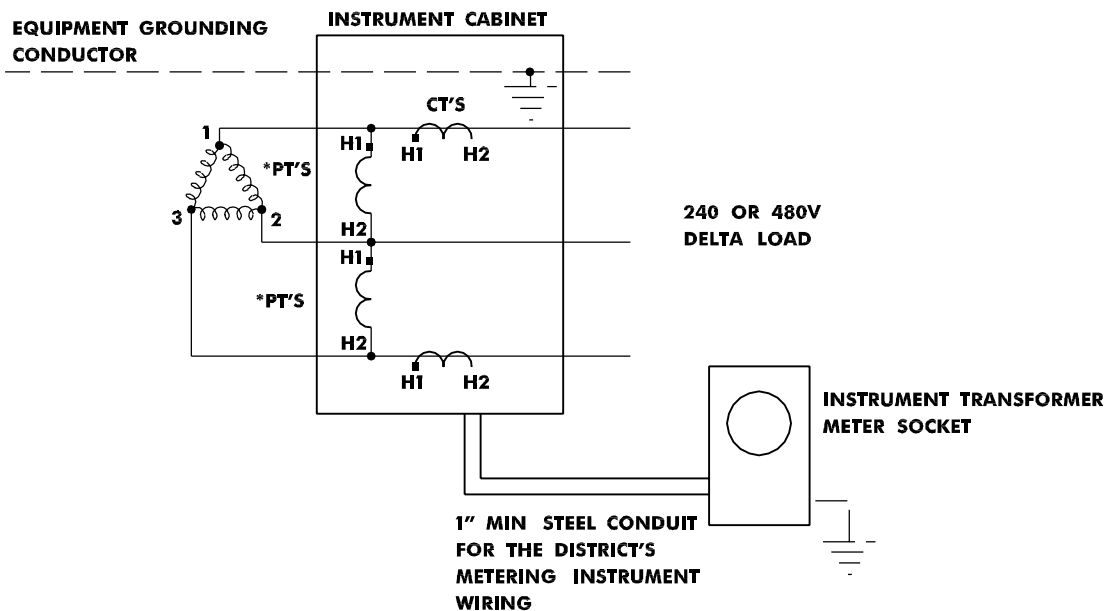 EQUIPMENT GROUNDING
CONDUCTOR
INSTRUMENT CABINET
CT'S
H1 H2
1
*PT'S
H1
3
2
H2
H1
*PT'S
H2
H1 H2
240 OR 480V
DELTA LOAD
INSTRUMENT TRANSFORMER
METER SOCKET
1" MIN STEEL CONDUIT
FOR THE DISTRICT'S
METERING INSTRUMENT
WIRING